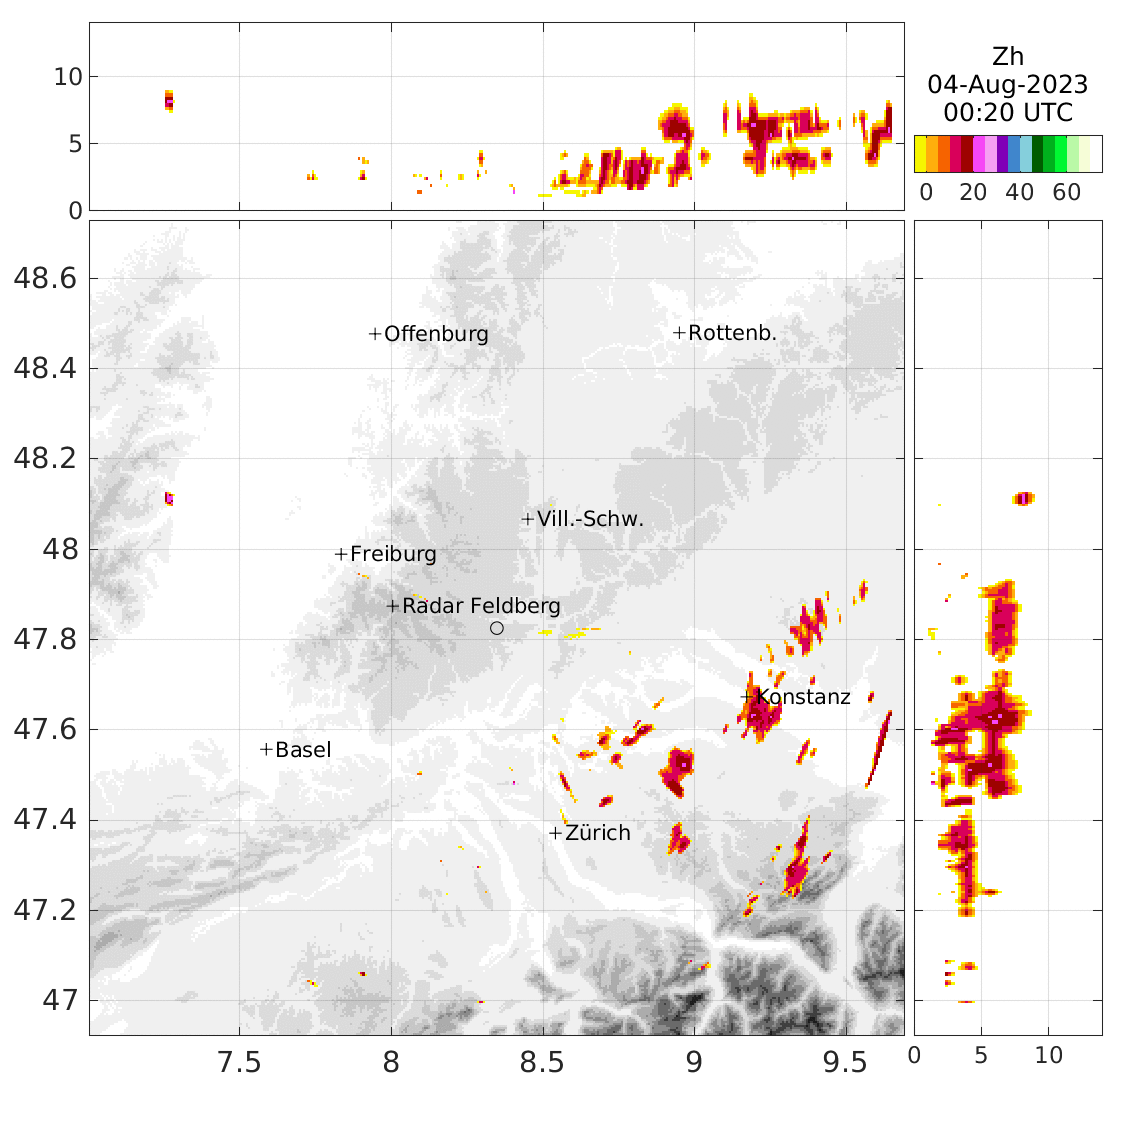 10
5
0
Zh
04-Aug-2023
00:20 UTC
0 20 40 60
48.6
48.4
48.2
48
47.8
47.6
47.4
47.2
47
+Offenburg
+Rottenb.
+Vill.-Schw.
+Freiburg
+Radar Feldberg
+Konstanz
+Basel
+Zürich
7.5 8 8.5 9 9.5
0 5 10